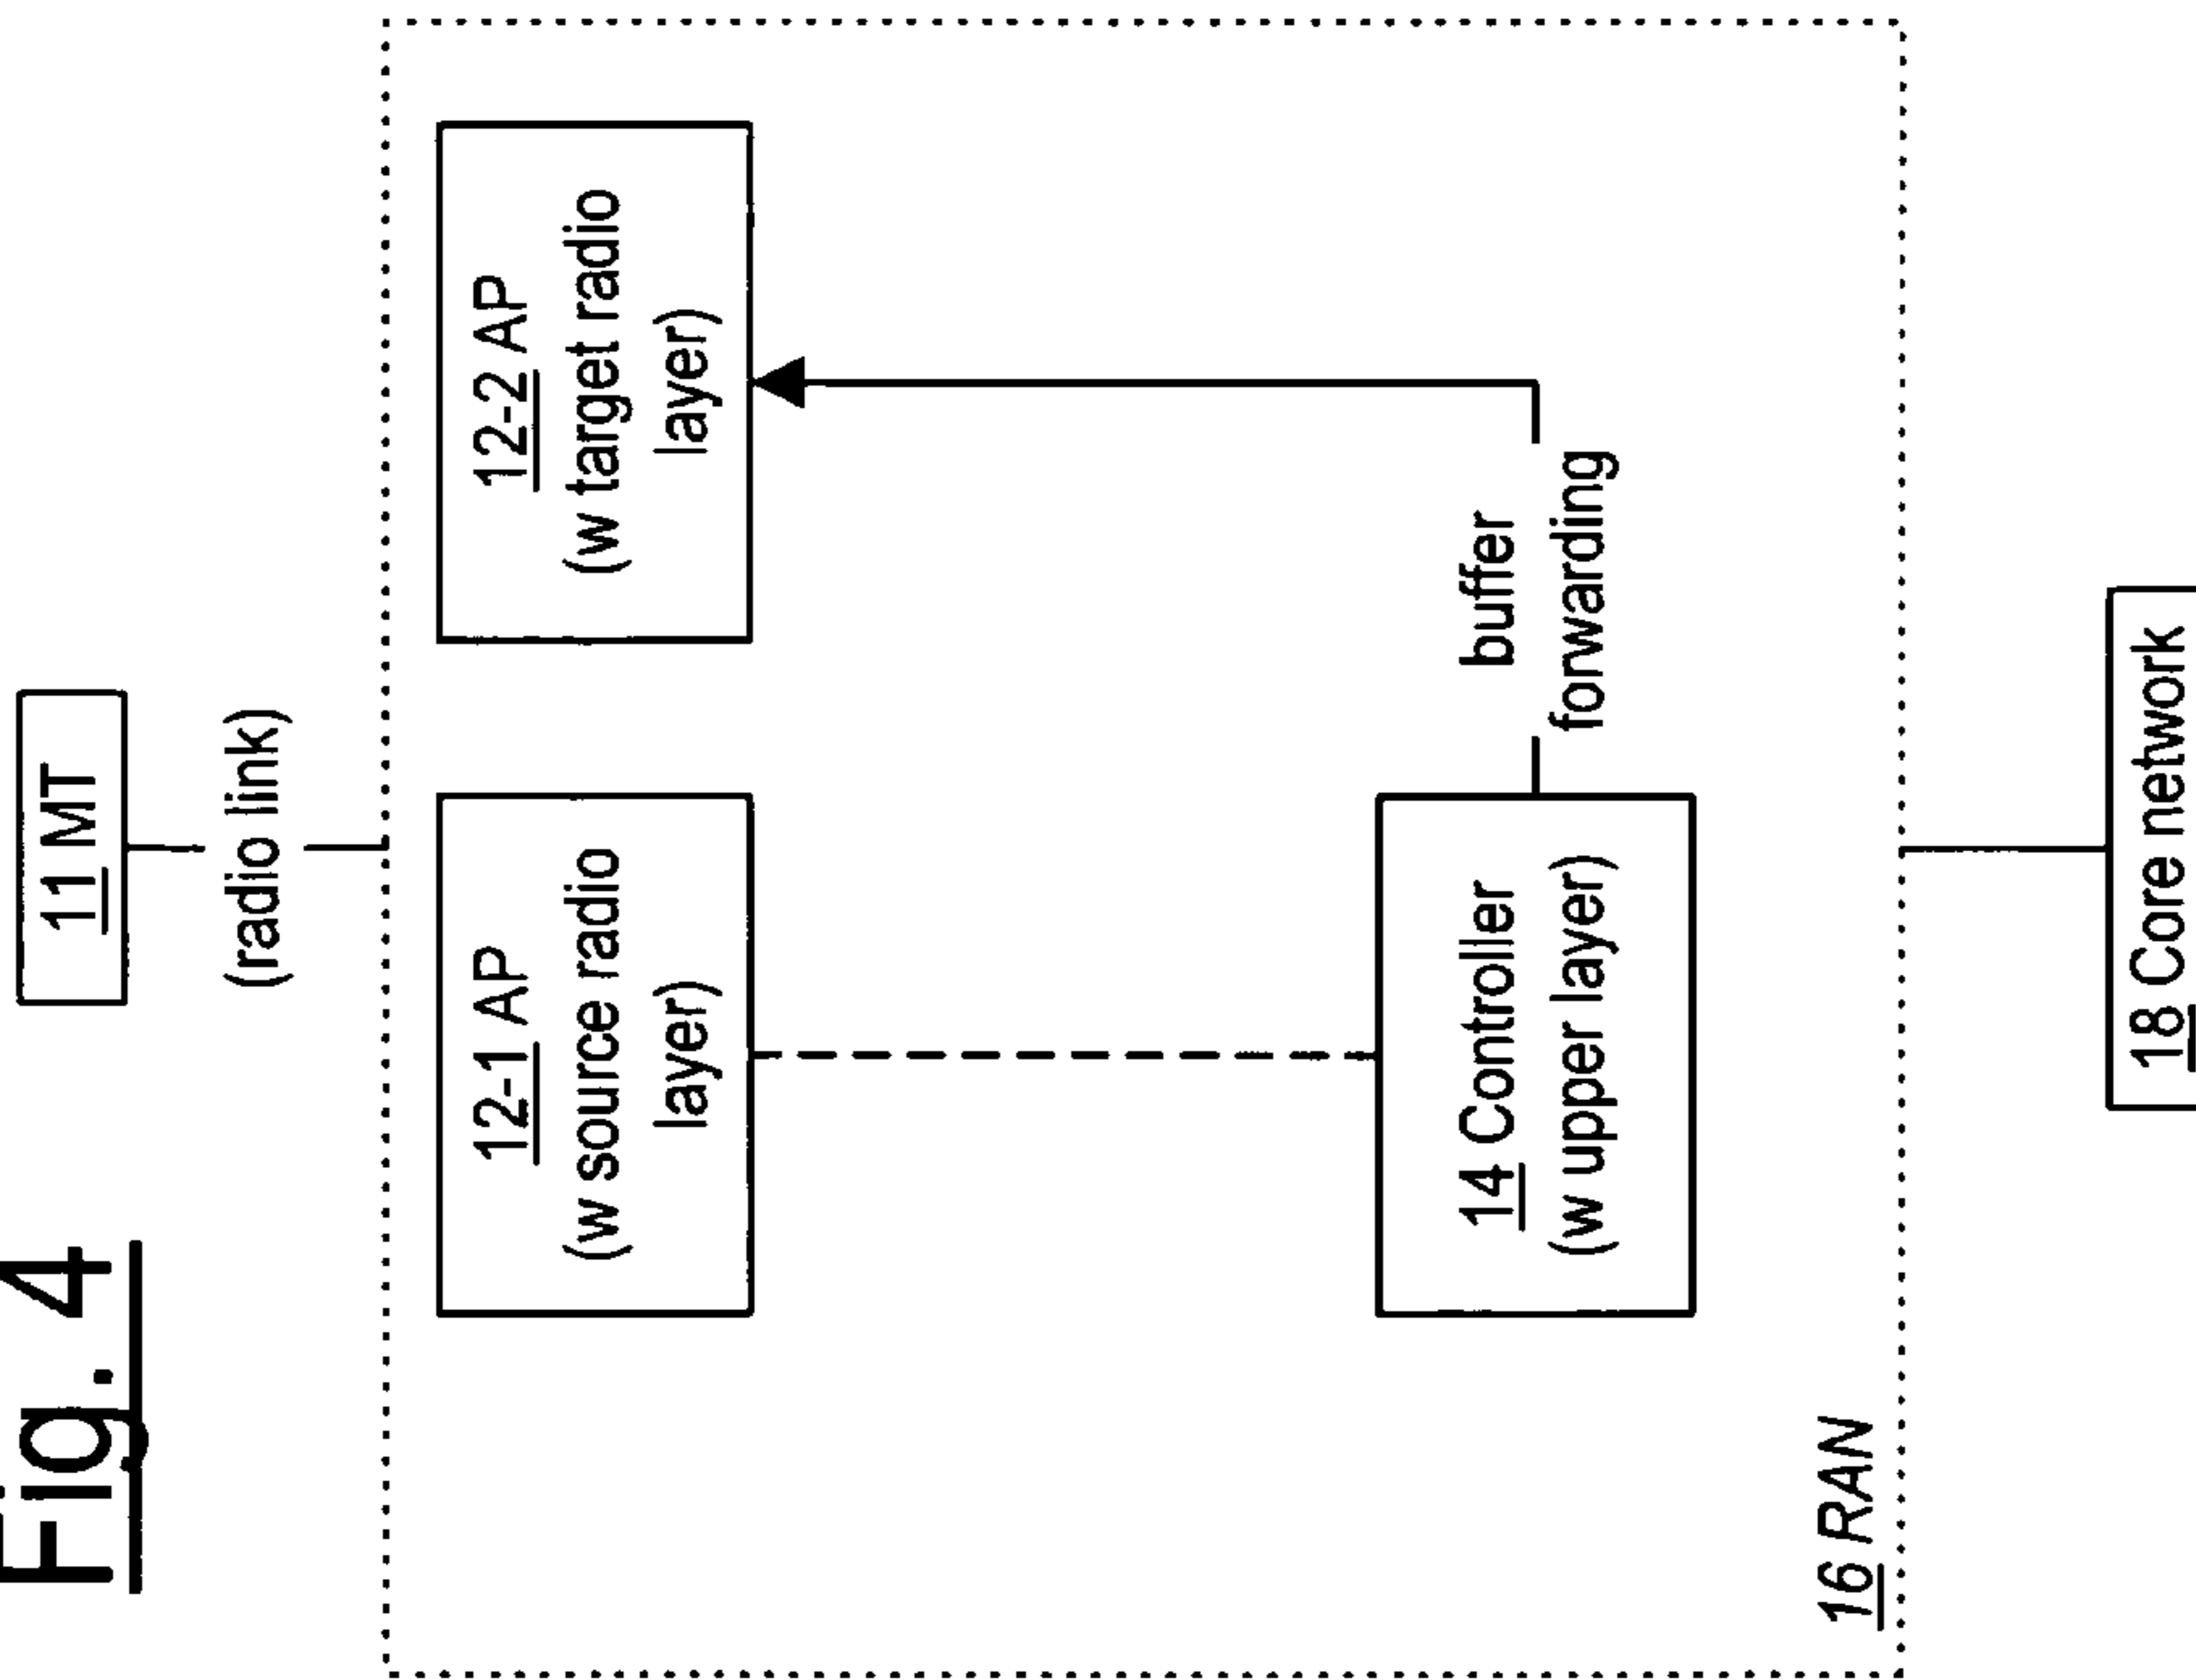 Fig. 4
11 MT
(radio link)
12-1 AP
(w source radio
layer)
12-2 AP
(w target radio
layer)
14 Controller
(w upper layer)
buffer
forwarding
16 RAN
18 Core network